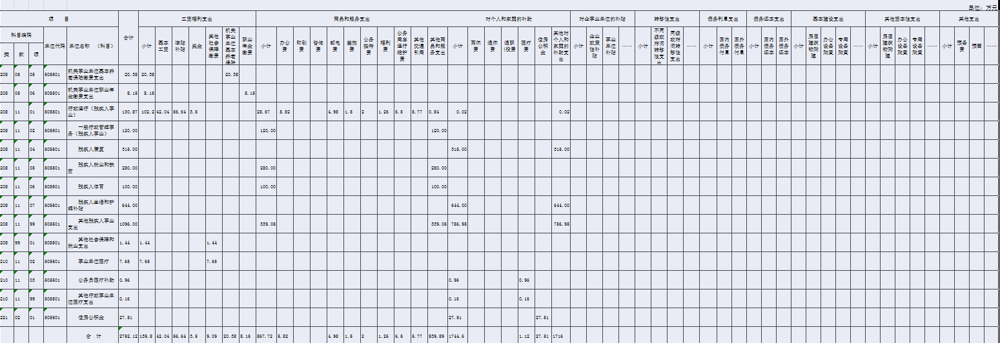 单位：万元
项 目 合计 工资福利支出 商品和服务支出 对个人和家庭的补助 对企事业单位的补贴 转移性支出 债务利息支出 债务还本支出 基本建设支出 其他资本性支出 其他支出
科目编码 单位代码 单位名称 （科目） 小计 基本工资 津贴补贴 奖金 其他社会保障缴费 机关事业单位基本养老保险 职业年金缴费 小计 办公费 印刷费 咨询费 邮电费 差旅费 公务接待费 福利费 公务用车运行维护费 其他交通引用 其他商品和服务支出 小计 离休费 退休费 退职(役)费 医疗费 住房公积金 其他对个人和家庭的补助支出 小计 企业政策性补贴 事业单位补贴 …… 小计 不同级政府间转移性支出 同级政府间转移性支出 …… 小计 国内债务付息 国外债务付息 小计 国内债务还本 国外债务还本 小计 房屋建筑物购建 办公设备购置 专用设备购置 …… 小计 房屋建筑物购建 办公设备购置 专用设备购置 …… 小计 预备费 预留 ……
类 款 项
208 05 05 505501 机关事业单位基本养老保险缴费支出 20.38 20.38 20.38
208 05 06 505501 机关事业单位职业年金缴费支出 8.15 8.15 8.15
208 11 01 505501 行政运行（残疾人事业） 130.87 102.2 42.04 56.64 3.5 28.67 5.82 4.98 1.5 2 1.26 6.5 5.77 0.84 0.02 0.02
208 11 02 505501 一般行政管理事务（残疾人事业） 120.00 120.00 120.00
208 11 04 505501 残疾人康复 315.00 315.00 315.00
208 11 05 505501 残疾人就业和扶贫 280.00 280.00 280.00
208 11 06 505501 残疾人体育 100.00 100.00 100.00
208 11 07 505501 残疾人生活和护理补贴 644.00 644.00 644.00
208 11 99 505501 其他残疾人事业支出 1096.00 339.05 339.05 756.95 756.95
208 99 01 505501 其他社会保障和就业支出 1.44 1.44 1.44
210 11 02 505501 事业单位医疗 7.65 7.65 7.65
210 11 03 505501 公务员医疗补助 0.96 0.96 0.96
210 11 99 505501 其他行政事业单位医疗支出 0.16 0.16 0.16
221 02 01 505501 住房公积金 27.51 27.51 27.51
合 计 2752.12 139.8 42.04 56.64 3.5 9.09 20.38 8.15 867.72 5.82 4.98 1.5 2 1.26 6.5 5.77 839.89 1744.6 1.12 27.51 1716